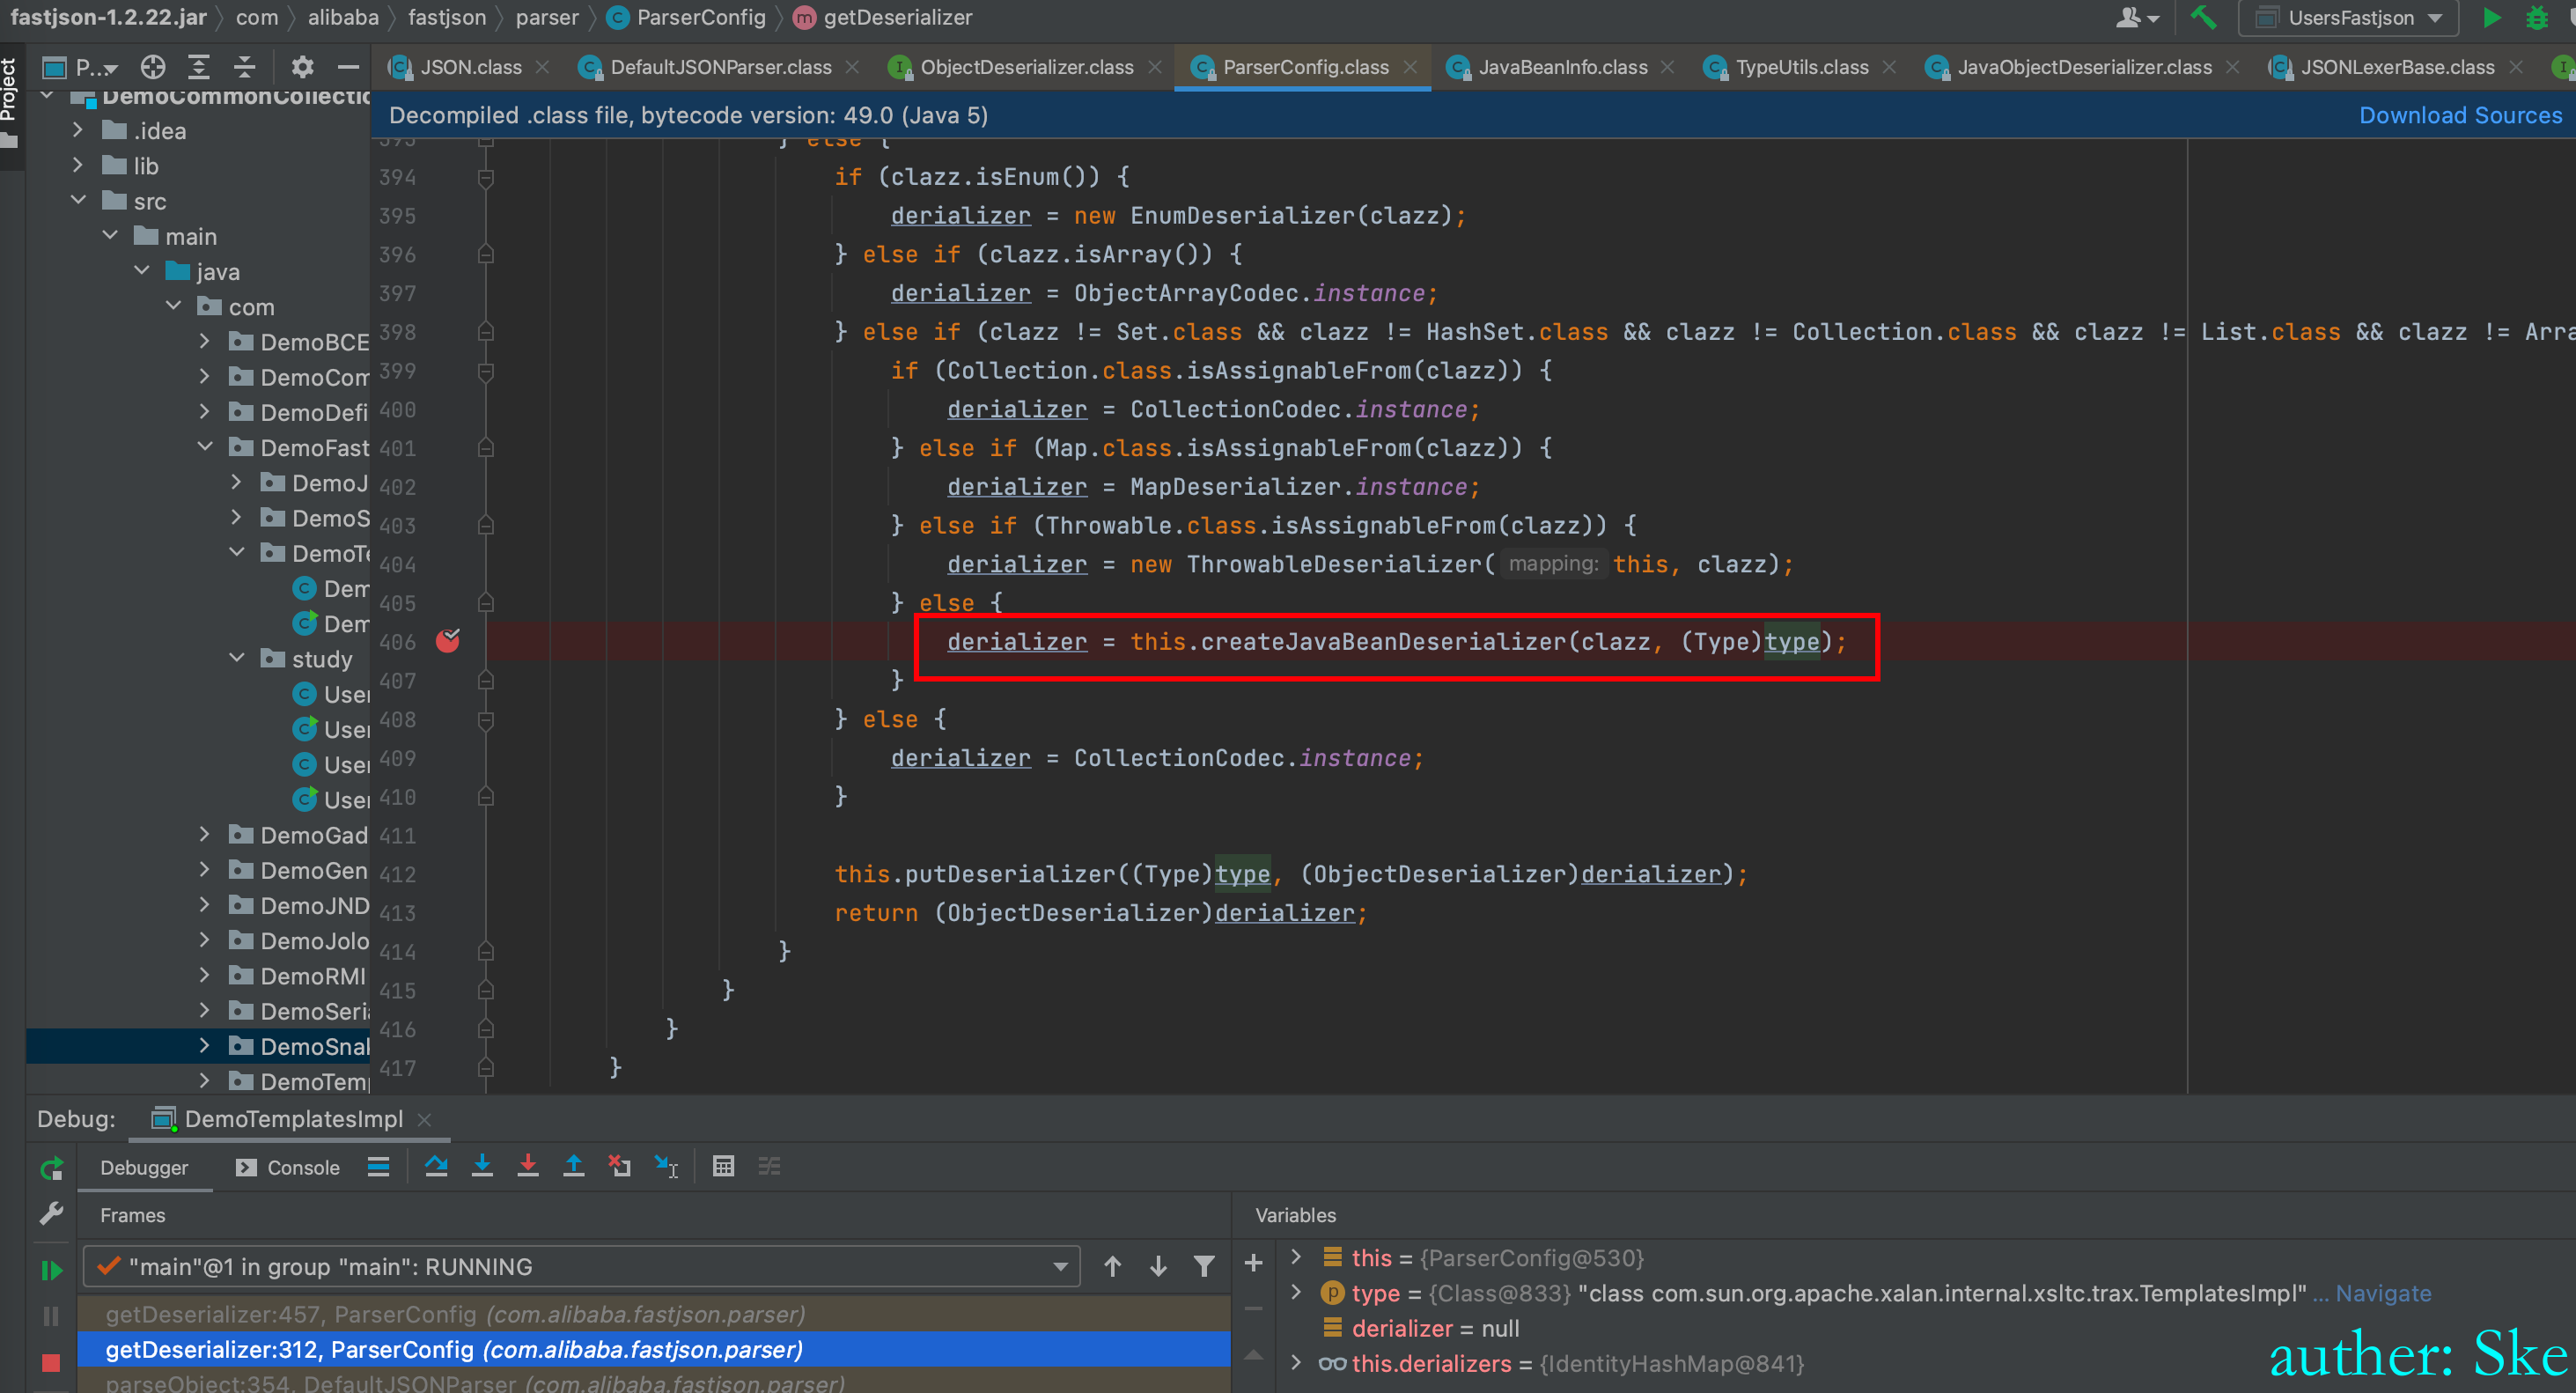 fastjson-1.2.22.jar com alibaba fastjson parser ParserConfig getDeserializer
UsersFastjson
Project
P...
JSON.class DefaultJSONParser.class ObjectDeserializer.class ParserConfig.class JavaBeanInfo.class TypeUtils.class JavaObjectDeserializer.class JSONLexerBase.class
DemoCommonCollectic
.idea
lib
src
main
java
com
DemoBCE
DemoCom
DemoDefi
DemoFast
DemoJ
DemoS
DemoTe
Dem
Dem
study
User
User
User
User
DemoGad
DemoGen
DemoJND
DemoJolo
DemoRMI
DemoSeria
DemoSnak
DemoTemp
Decompiled .class file, bytecode version: 49.0 (Java 5)
Download Sources
393 } else {
394 if (clazz.isEnum()) {
395 derializer = new EnumDeserializer(clazz);
396 } else if (clazz.isArray()) {
397 derializer = ObjectArrayCodec.instance;
398 } else if (clazz != Set.class && clazz != HashSet.class && clazz != Collection.class && clazz != List.class && clazz != Arra
399 if (Collection.class.isAssignableFrom(clazz)) {
400 derializer = CollectionCodec.instance;
401 } else if (Map.class.isAssignableFrom(clazz)) {
402 derializer = MapDeserializer.instance;
403 } else if (Throwable.class.isAssignableFrom(clazz)) {
404 derializer = new ThrowableDeserializer( mapping: this, clazz);
405 } else {
406 derializer = this.createJavaBeanDeserializer(clazz, (Type)type);
407 }
408 } else {
409 derializer = CollectionCodec.instance;
410 }
411
412 this.putDeserializer((Type)type, (ObjectDeserializer)derializer);
413 return (ObjectDeserializer)derializer;
414 }
415 }
416 }
417 }
Debug: DemoTemplatesImpl
Debugger Console
Frames
"main"@1 in group "main": RUNNING
getDeserializer:457, ParserConfig (com.alibaba.fastjson.parser)
getDeserializer:312, ParserConfig (com.alibaba.fastjson.parser)
parseObject:354, DefaultJSONParser (com.alibaba.fastjson.parser)
Variables
this = {ParserConfig@530}
type = {Class@833} "class com.sun.org.apache.xalan.internal.xsltc.trax.TemplatesImpl" ... Navigate
derializer = null
this.derializers = {IdentityHashMap@841}
auther: Ske